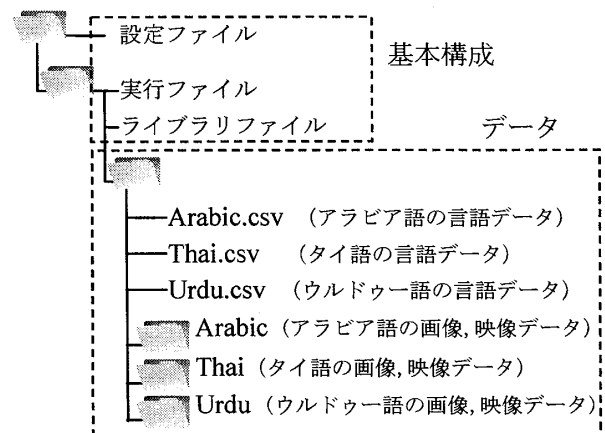 設定ファイル
基本構成
実行ファイル
ライブラリファイル
データ
Arabic.csv (アラビア語の言語データ)
Thai.csv (タイ語の言語データ)
Urdu.csv (ウルドゥー語の言語データ)
Arabic (アラビア語の画像, 映像データ)
Thai (タイ語の画像, 映像データ)
Urdu (ウルドゥー語の画像, 映像データ)